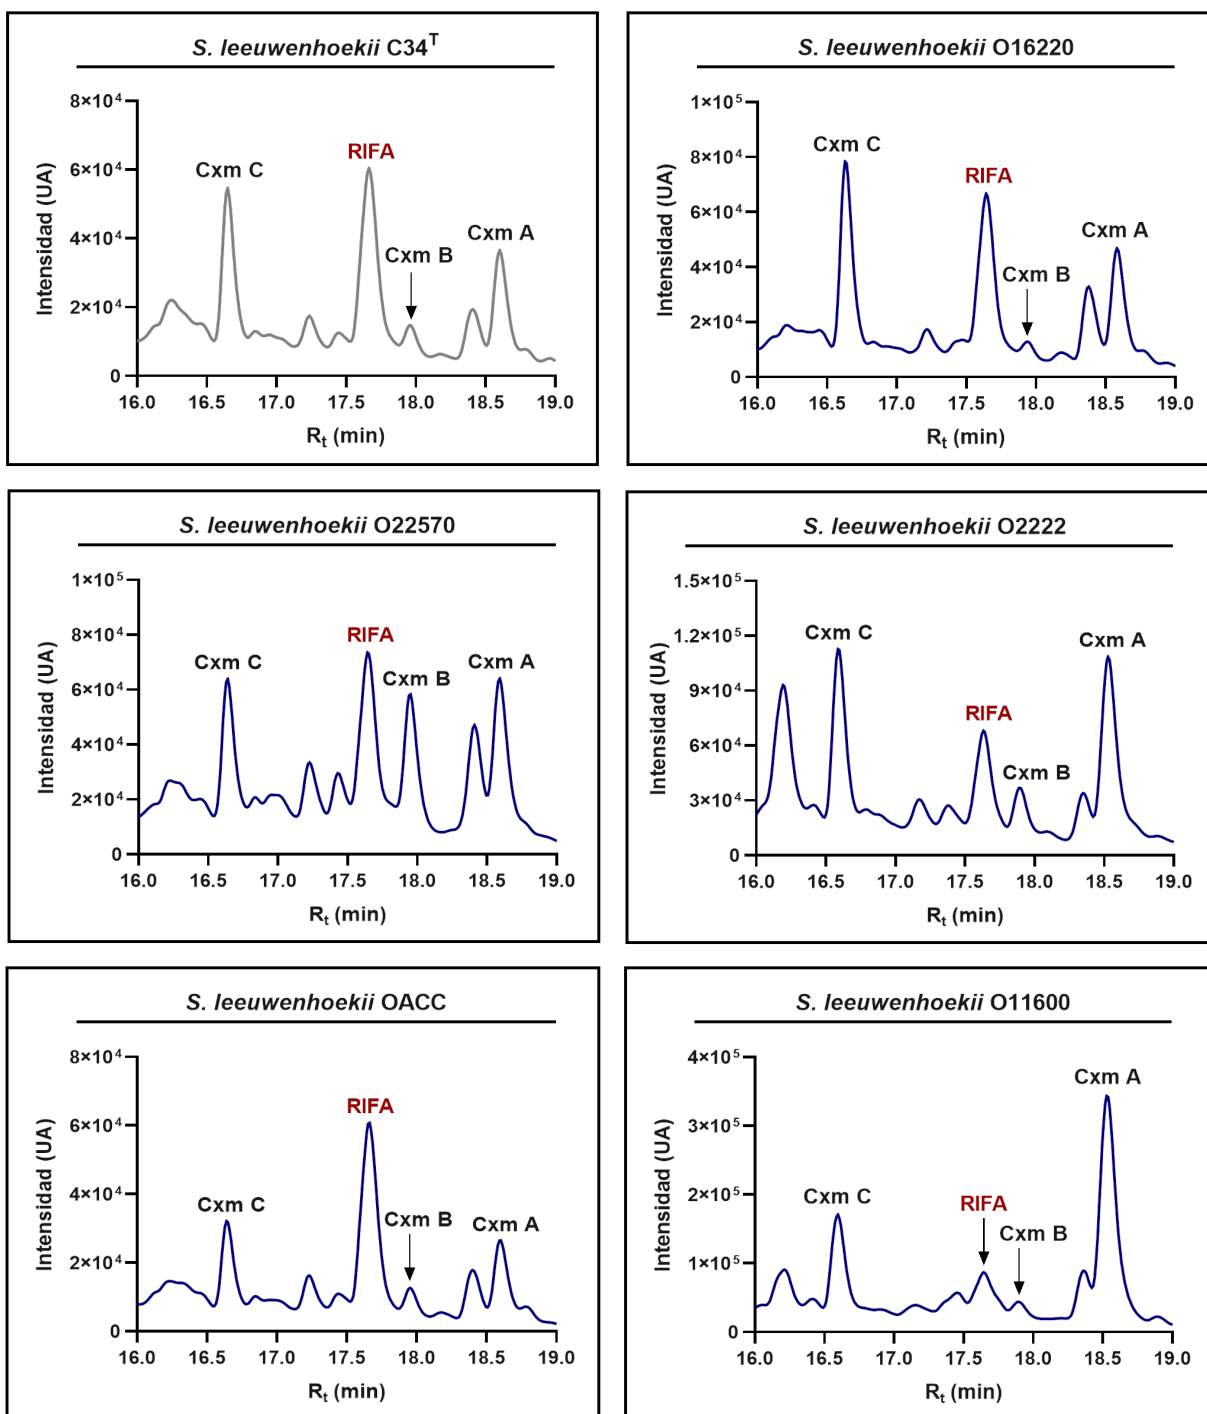 S. leeuwenhoekii C34ᵀ
8×10⁴
6×10⁴
4×10⁴
2×10⁴
0
Intensidad (UA)
Cxm C
RIFA
Cxm B
Cxm A
16.0 16.5 17.0 17.5 18.0 18.5 19.0
Rₜ (min)
S. leeuwenhoekii O16220
1×10⁵
8×10⁴
6×10⁴
4×10⁴
2×10⁴
0
Intensidad (UA)
Cxm C
RIFA
Cxm B
Cxm A
16.0 16.5 17.0 17.5 18.0 18.5 19.0
Rₜ (min)
S. leeuwenhoekii O22570
1×10⁵
8×10⁴
6×10⁴
4×10⁴
2×10⁴
0
Intensidad (UA)
Cxm C
RIFA
Cxm B
Cxm A
16.0 16.5 17.0 17.5 18.0 18.5 19.0
Rₜ (min)
S. leeuwenhoekii O2222
1.5×10⁵
1.2×10⁵
9×10⁴
6×10⁴
3×10⁴
0
Intensidad (UA)
Cxm C
RIFA
Cxm B
Cxm A
16.0 16.5 17.0 17.5 18.0 18.5 19.0
Rₜ (min)
S. leeuwenhoekii OACC
8×10⁴
6×10⁴
4×10⁴
2×10⁴
0
Intensidad (UA)
Cxm C
RIFA
Cxm B
Cxm A
16.0 16.5 17.0 17.5 18.0 18.5 19.0
Rₜ (min)
S. leeuwenhoekii O11600
4×10⁵
3×10⁵
2×10⁵
1×10⁵
0
Intensidad (UA)
Cxm C
RIFA
Cxm B
Cxm A
16.0 16.5 17.0 17.5 18.0 18.5 19.0
Rₜ (min)